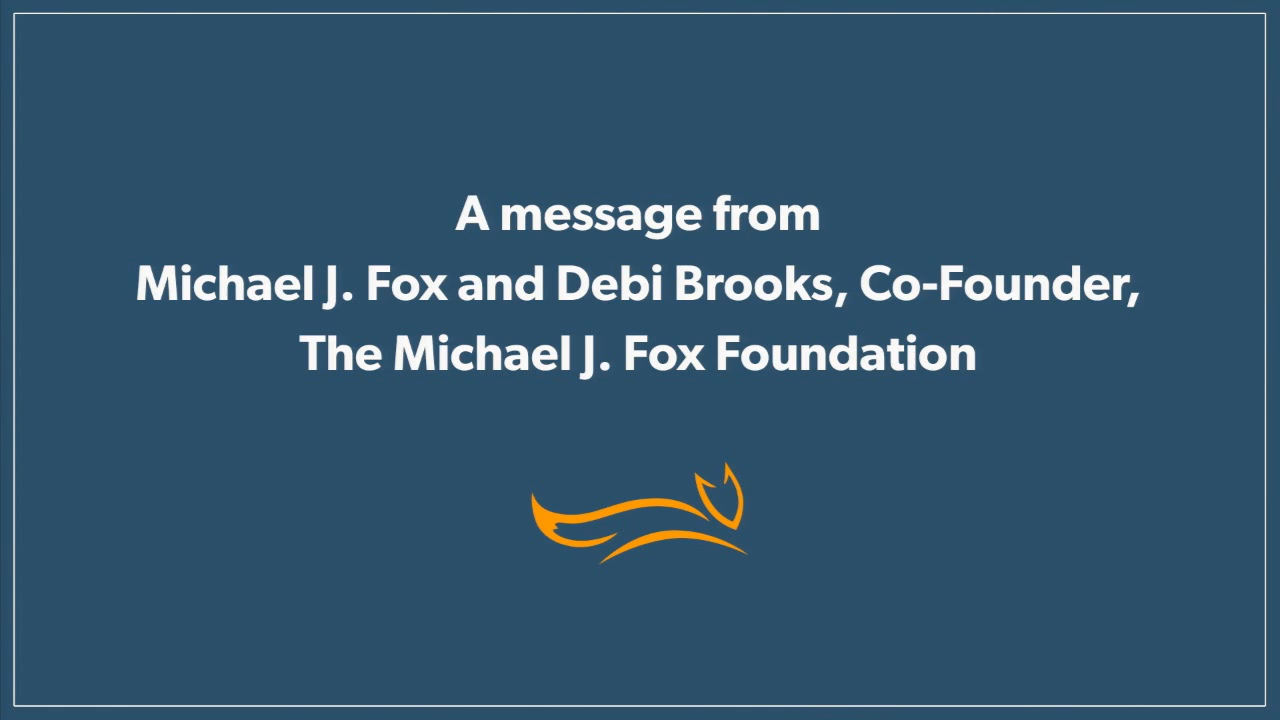 A message from
Michael J. Fox and Debi Brooks, Co-Founder,
The Michael J. Fox Foundation